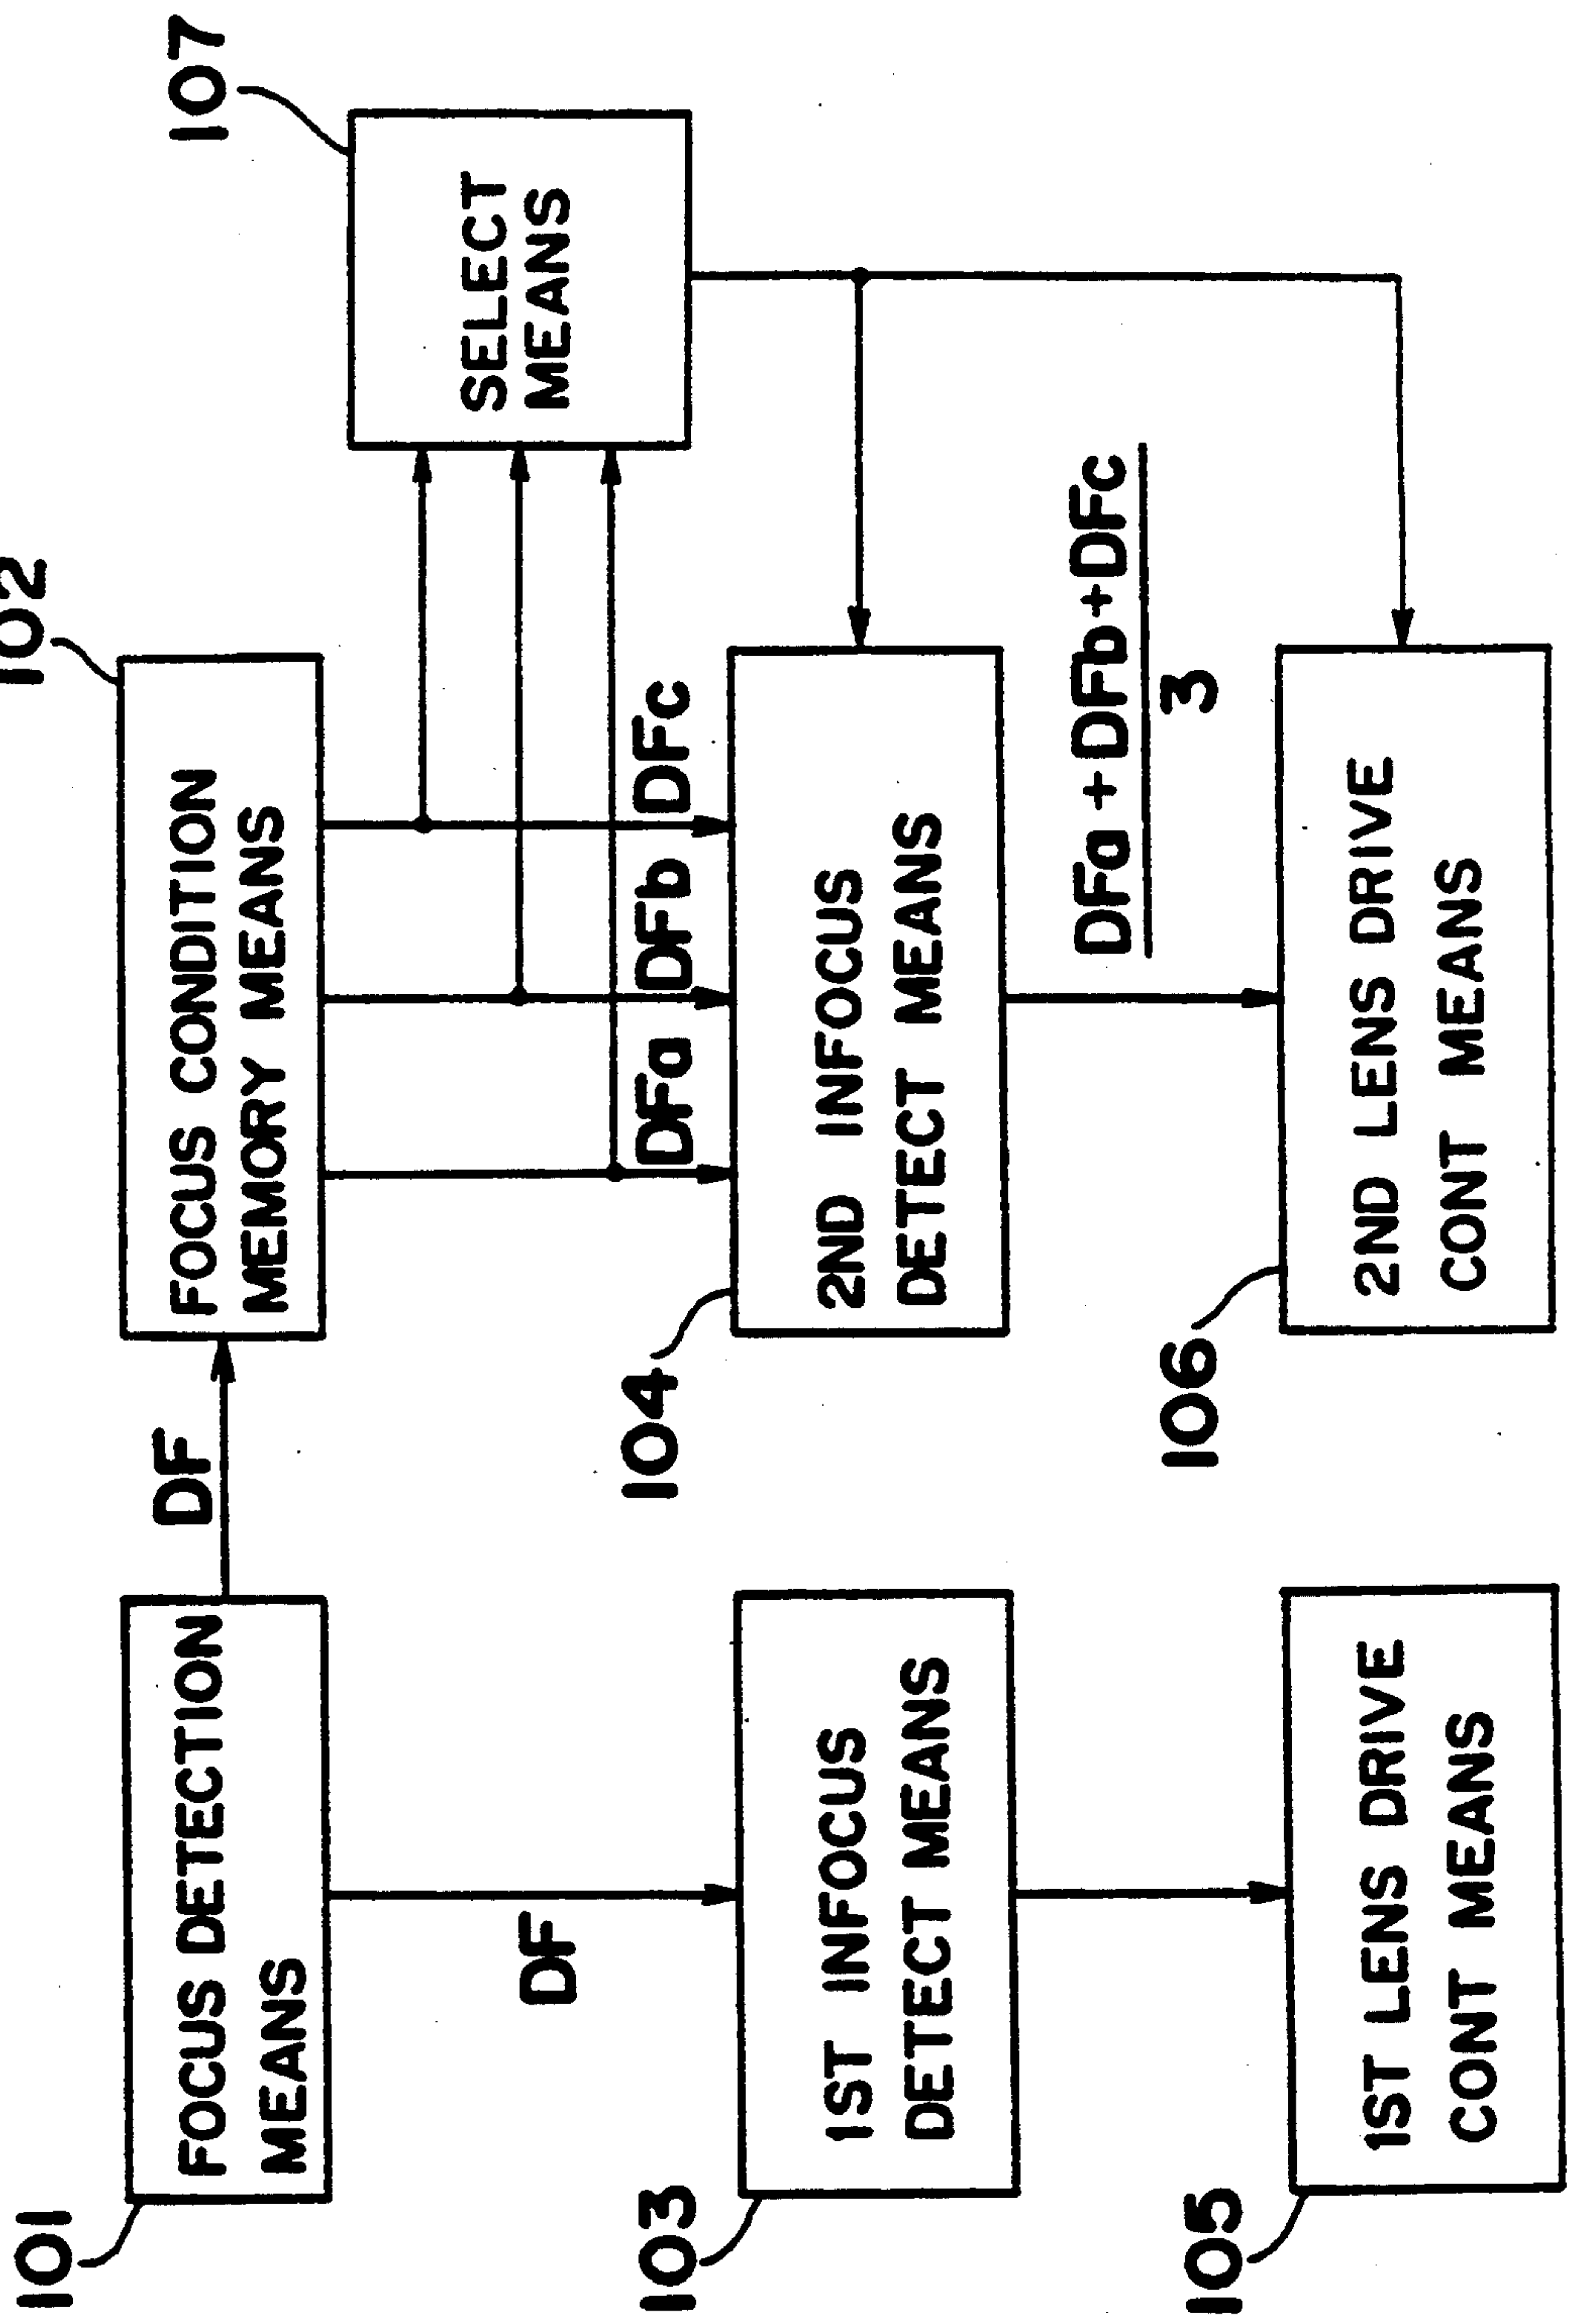 101
FOCUS DETECTION
MEANS
DF
102
FOCUS CONDITION
MEMORY MEANS
107
SELECT
MEANS
DF
DFa
DFb
DFc
103
1ST INFOCUS
DETECT MEANS
104
2ND INFOCUS
DETECT MEANS
DFa + DFb + DFc
3
105
1ST LENS DRIVE
CONT MEANS
106
2ND LENS DRIVE
CONT MEANS